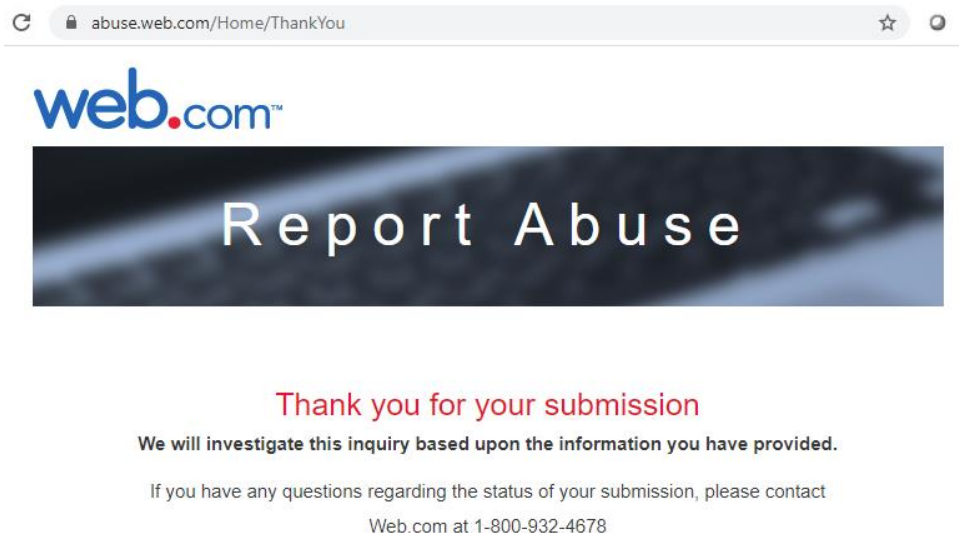 abuse.web.com/Home/ThankYou
web.com™
Report Abuse
Thank you for your submission
We will investigate this inquiry based upon the information you have provided.
If you have any questions regarding the status of your submission, please contact
Web.com at 1-800-932-4678